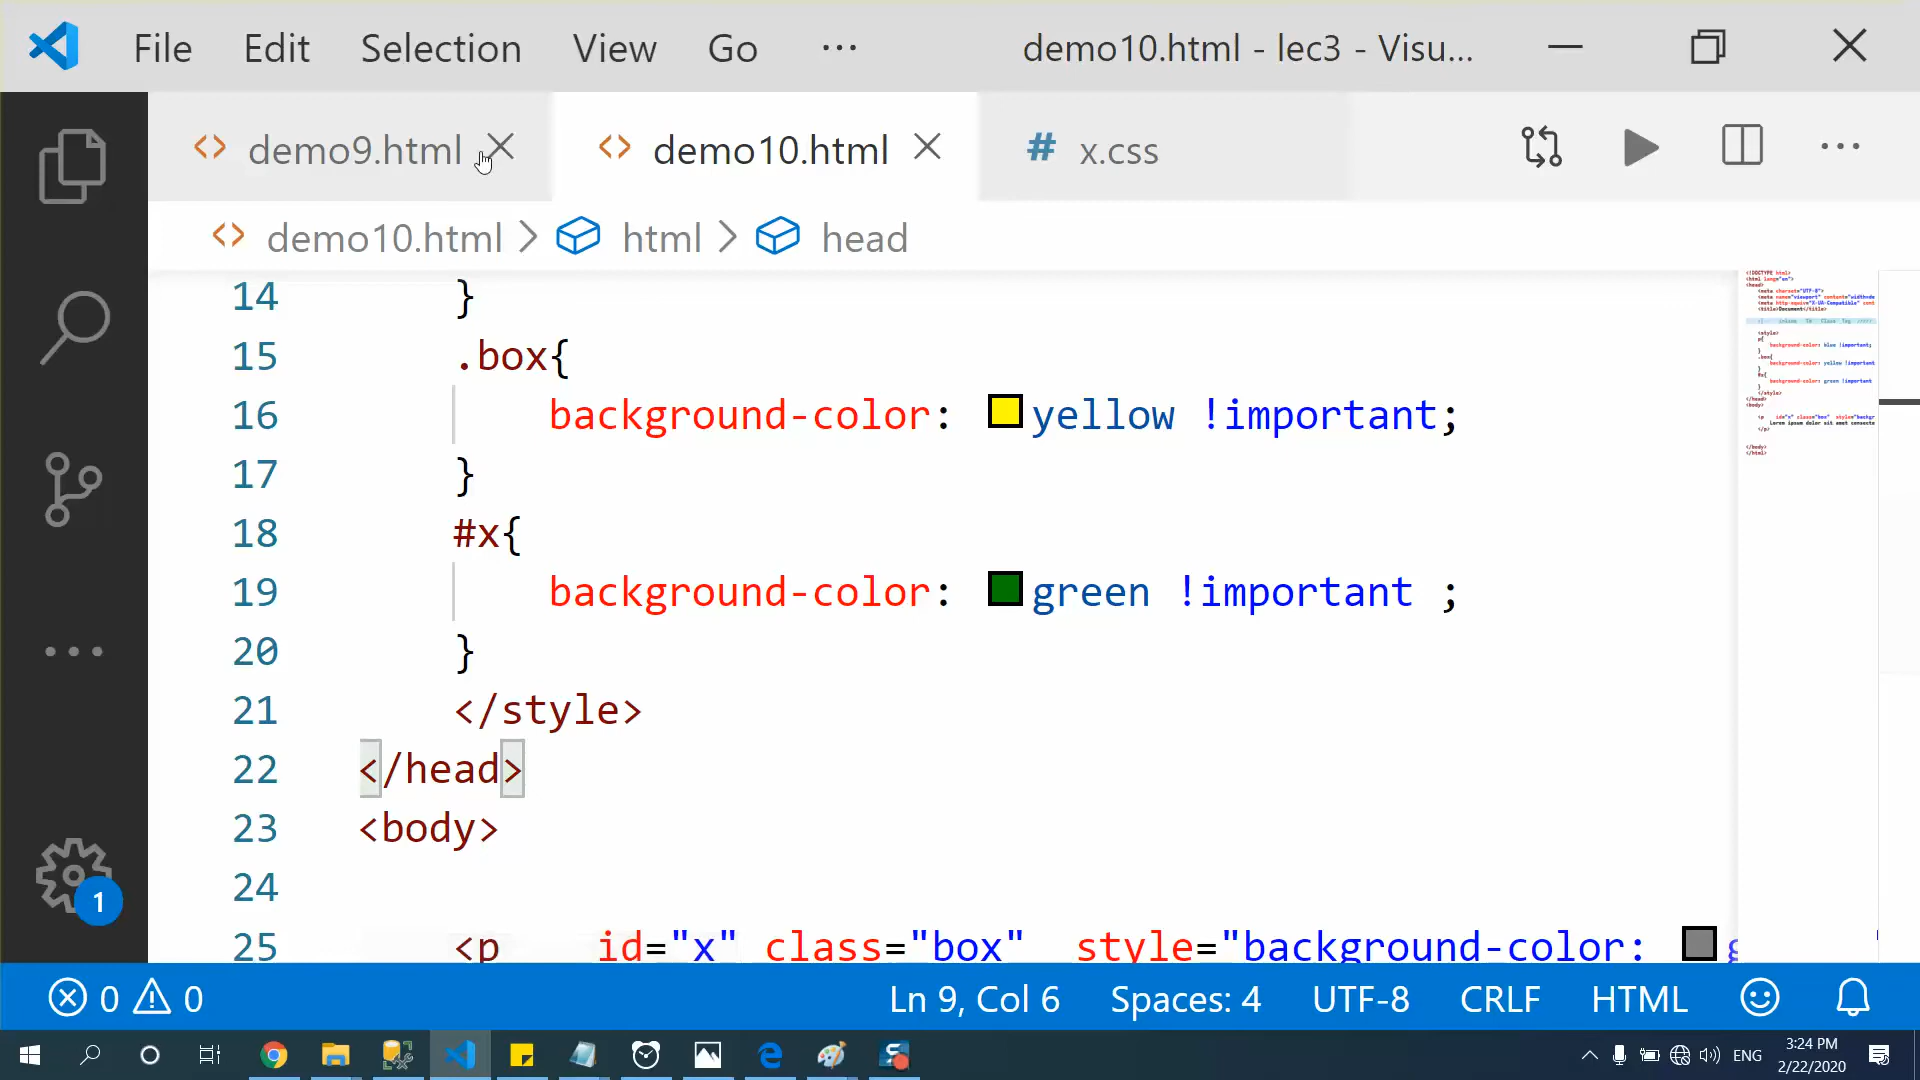 File Edit Selection View Go ··· demo10.html - lec3 - Visu...
demo9.html demo10.html # x.css
demo10.html > html > head
14 }
15 .box{
16 background-color: yellow !important;
17 }
18 #x{
19 background-color: green !important ;
20 }
21 </style>
22 </head>
23 <body>
24
25 <p id="x" class="box" style="background-color: g
1
0 0 Ln 9, Col 6 Spaces: 4 UTF-8 CRLF HTML
ENG 3:24 PM
2/22/2020